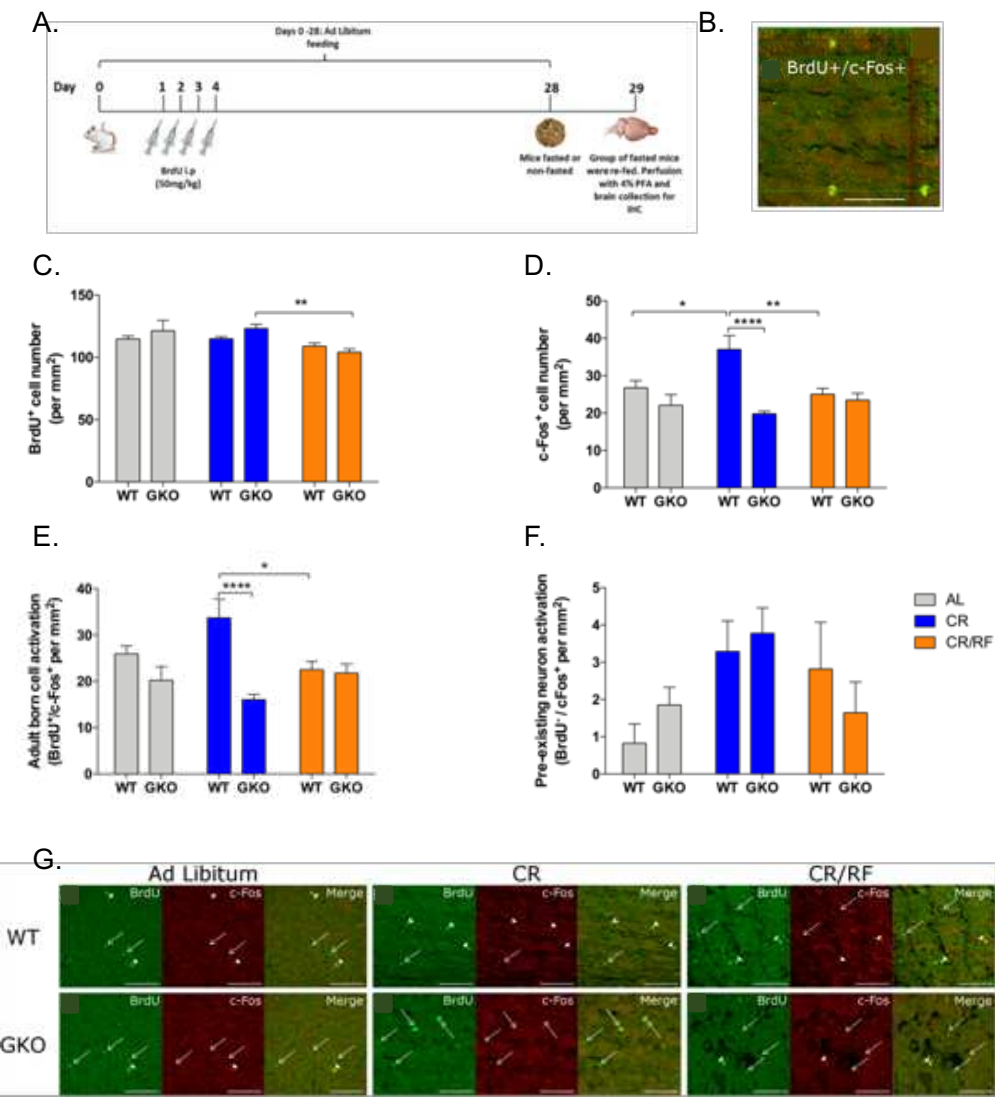 A.
Days 0 -28: Ad Libitum
feeding
Day 0 1 2 3 4 28 29
BrdU i.p
(50mg/kg)
Mice fasted or
non-fasted
Group of fasted mice
were re-fed. Perfusion
with 4% PFA and
brain collection for
IHC
B.
BrdU+/c-Fos+
C.
BrdU⁺ cell number
(per mm²)
150
100
50
0
**
WT GKO WT GKO WT GKO
D.
c-Fos⁺ cell number
(per mm²)
50
40
30
20
10
0
* **
****
WT GKO WT GKO WT GKO
E.
Adult born cell activation
(BrdU⁺/c-Fos⁺ per mm²)
40
30
20
10
0
*
****
WT GKO WT GKO WT GKO
F.
Pre-existing neuron activation
(BrdU⁻ / cFos⁺ per mm²)
5
4
3
2
1
0
WT GKO WT GKO WT GKO
AL
CR
CR/RF
G.
Ad Libitum CR CR/RF
WT
BrdU c-Fos Merge BrdU c-Fos Merge BrdU c-Fos Merge
GKO
BrdU c-Fos Merge BrdU c-Fos Merge BrdU c-Fos Merge